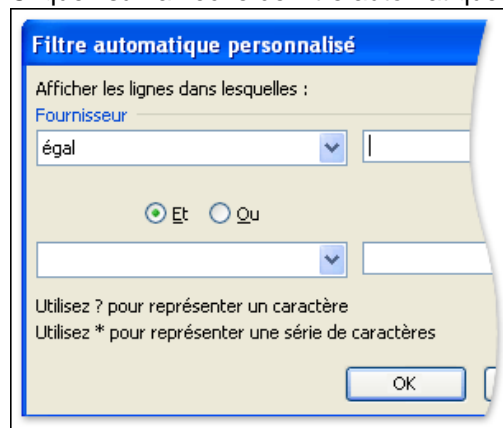 Filtre automatique personnalisé
Afficher les lignes dans lesquelles :
Fournisseur
égal
Et Ou
Utilisez ? pour représenter un caractère
Utilisez * pour représenter une série de caractères
OK